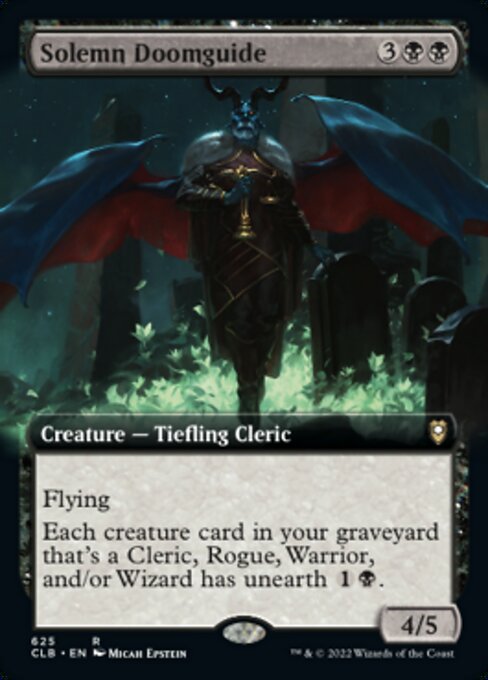 Solemn Doomguide 3
Creature — Tiefling Cleric
Flying
Each creature card in your graveyard
that's a Cleric, Rogue, Warrior,
and/or Wizard has unearth 1.
4/5
625 R
CLB • EN Micah Epstein
™ & © 2022 Wizards of the Coast